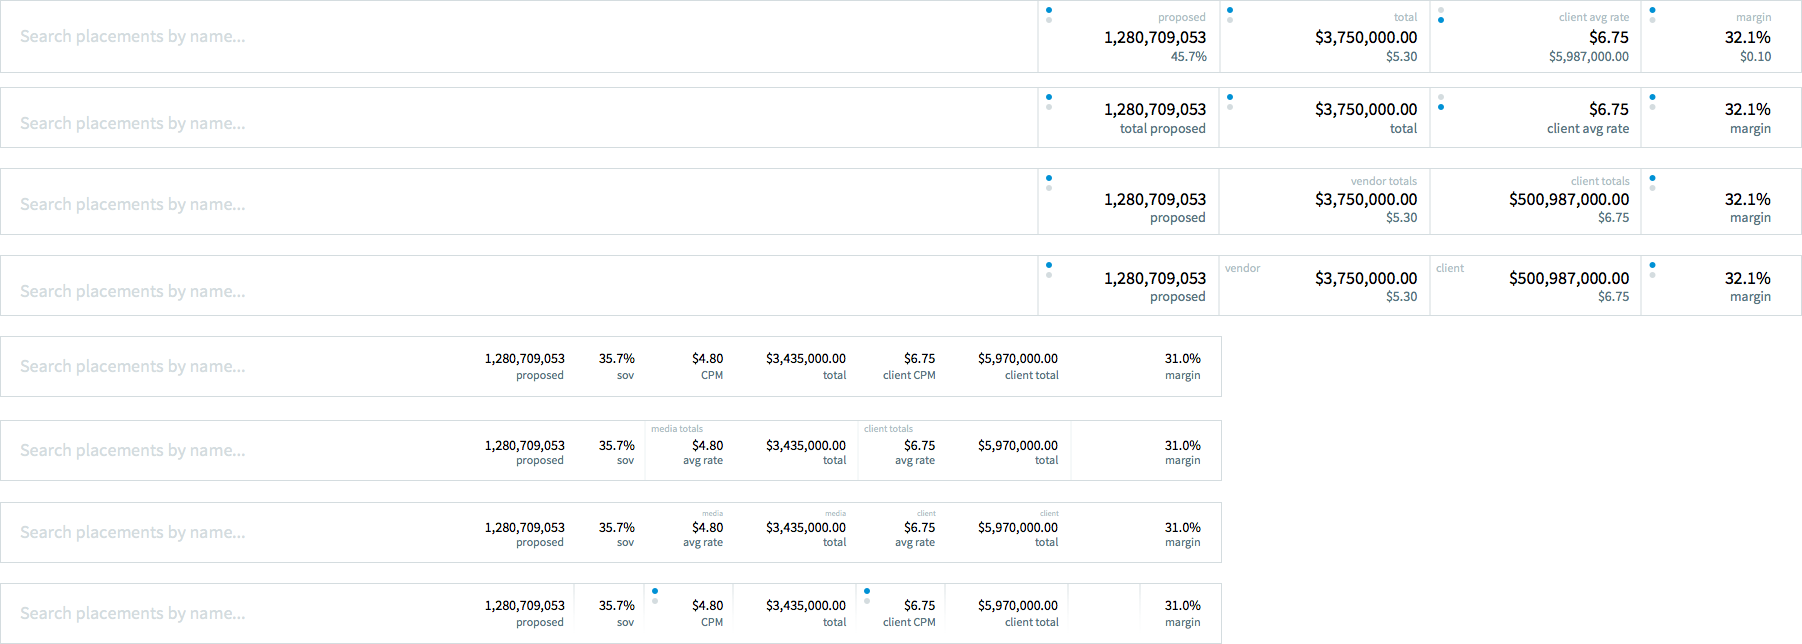 proposed total client avg rate margin
Search placements by name... 1,280,709,053 $3,750,000.00 $6.75 32.1%
45.7% $5.30 $5,987,000.00 $0.10
Search placements by name... 1,280,709,053 $3,750,000.00 $6.75 32.1%
total proposed total client avg rate margin
vendor totals client totals
Search placements by name... 1,280,709,053 $3,750,000.00 $500,987,000.00 32.1%
proposed $5.30 $6.75 margin
vendor client
Search placements by name... 1,280,709,053 $3,750,000.00 $500,987,000.00 32.1%
proposed $5.30 $6.75 margin
Search placements by name... 1,280,709,053 35.7% $4.80 $3,435,000.00 $6.75 $5,970,000.00 31.0%
proposed sov CPM total client CPM client total margin
media totals client totals
Search placements by name... 1,280,709,053 35.7% $4.80 $3,435,000.00 $6.75 $5,970,000.00 31.0%
proposed sov avg rate total avg rate total margin
media media client client
Search placements by name... 1,280,709,053 35.7% $4.80 $3,435,000.00 $6.75 $5,970,000.00 31.0%
proposed sov avg rate total avg rate total margin
Search placements by name... 1,280,709,053 35.7% $4.80 $3,435,000.00 $6.75 $5,970,000.00 31.0%
proposed sov CPM total client CPM client total margin